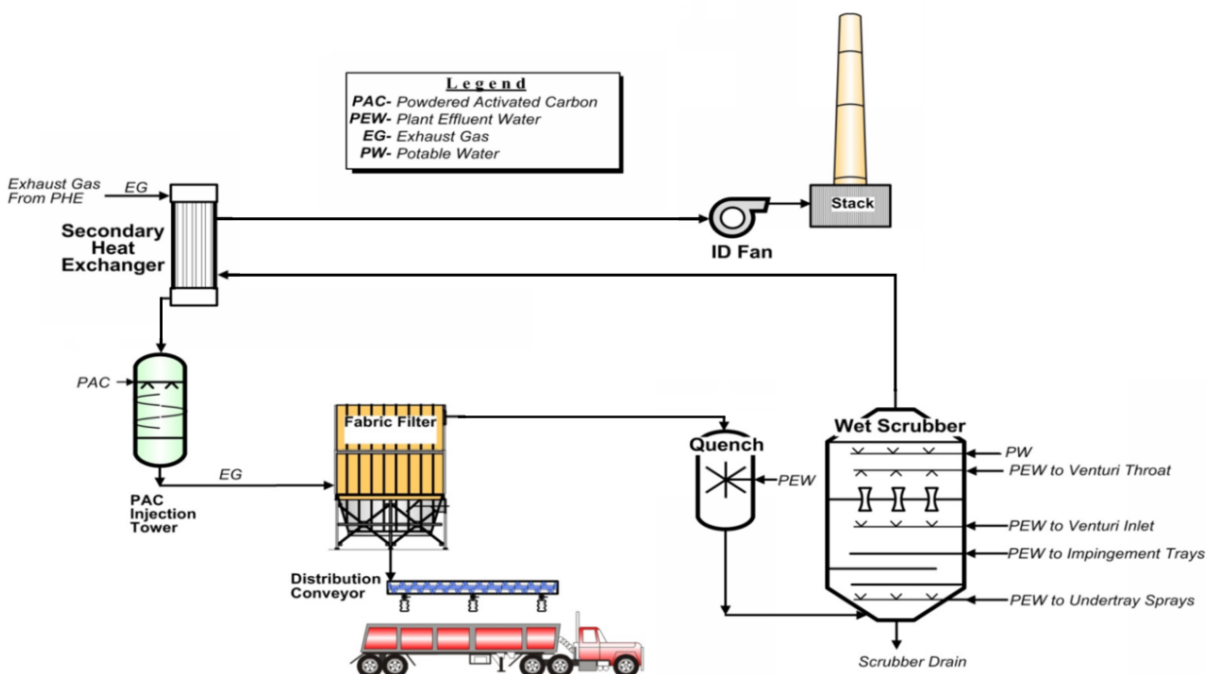 Legend
PAC- Powdered Activated Carbon
PEW- Plant Effluent Water
EG- Exhaust Gas
PW- Potable Water
Exhaust Gas
From PHE
EG
Secondary
Heat
Exchanger
ID Fan
Stack
PAC
PAC
Injection
Tower
EG
Fabric Filter
Distribution
Conveyor
Quench
PEW
Wet Scrubber
PW
PEW to Venturi Throat
PEW to Venturi Inlet
PEW to Impingement Trays
PEW to Undertray Sprays
Scrubber Drain